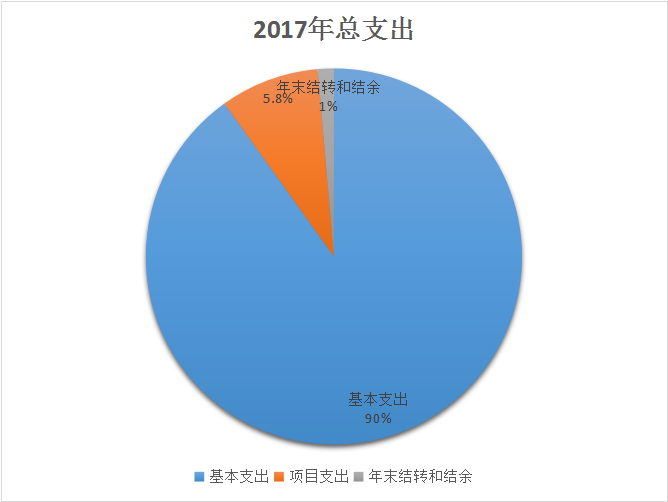 2017年总支出
年末结转和结余
5.8%
1%
基本支出
90%
基本支出 项目支出 年末结转和结余